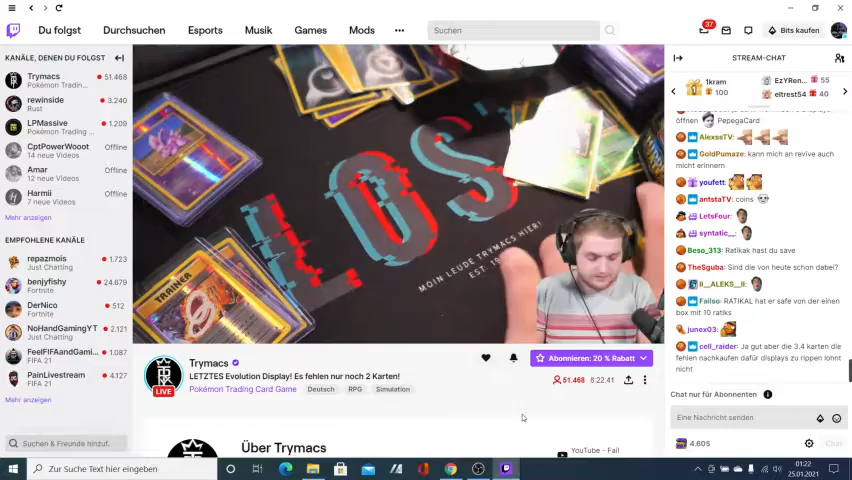 Du folgst
Durchsuchen
Esports
Musik
Games
Mods
Suchen
37
Bits kaufen
KANÄLE, DENEN DU FOLGST
Trymacs
51.468
Pokémon Tradin...
rewinside
3.240
Rust
LPMassive
1.209
Pokémon Trading ...
CptPowerWooot
Offline
14 neue Videos
Amar
Offline
12 neue Videos
Harmii
Offline
7 neue Videos
Mehr anzeigen
EMPFOHLENE KANÄLE
repazmois
1.723
Just Chatting
benjyfishy
24.679
Fortnite
DerNico
512
Fortnite
NoHandGamingYT
2.121
Just Chatting
FeelFIFAandGami...
1.087
FIFA 21
PainLivestream
4.127
FIFA 21
Mehr anzeigen
Suchen & Freunde hinzuf.
LOS
MOIN LEUDE TRYMACS HIER!
TRAINER
LIVE
Trymacs
LETZTES Evolution Display! Es fehlen nur noch 2 Karten!
Pokémon Trading Card Game
Deutsch
RPG
Simulation
Abonnieren: 20 % Rabatt
51.468
8:22:41
Über Trymacs
YouTube - Fail
STREAM-CHAT
1
1kram
100
EzYRen...
55
eltrest54
40
öffnen PepegaCard
AlexssTV:
GoldPumaze: kann mich an revive auch
nicht erinnern
youfett:
antstaTV: coins
LetsFour:
syntatic_:
Beso_313: Ratikak hast du save
TheSguba: Sind die von heute schon dabei?
II__ALEKS__II:
Failso: RATIKAL hat er safe von der einen
box mit 10 ratiks
junex03:
cell_raider: Ja gut aber die 3.4 karten die
fehlen nachkaufen dafür displays zu rippen lohnt
nicht
Chat nur für Abonnenten
Eine Nachricht senden
4.605
Chat
Zur Suche Text hier eingeben
01:22
25.01.2021